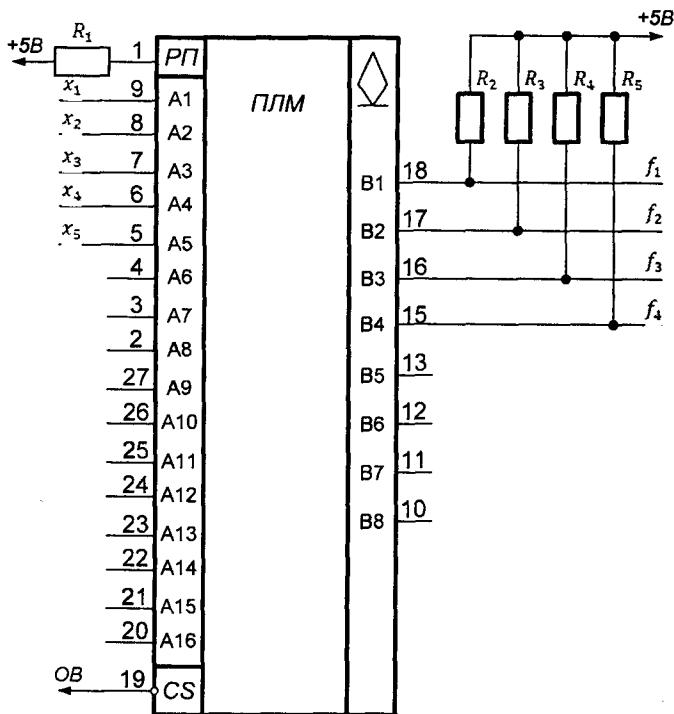 +5В R₁ 1 РП ПЛМ
x₁ 9 A1
x₂ 8 A2
x₃ 7 A3
x₄ 6 A4
x₅ 5 A5
4 A6
3 A7
2 A8
27 A9
26 A10
25 A11
24 A12
23 A13
22 A14
21 A15
20 A16
ОВ 19 CS
+5В
R₂ R₃ R₄ R₅
B1 18 f₁
B2 17 f₂
B3 16 f₃
B4 15 f₄
B5 13
B6 12
B7 11
B8 10